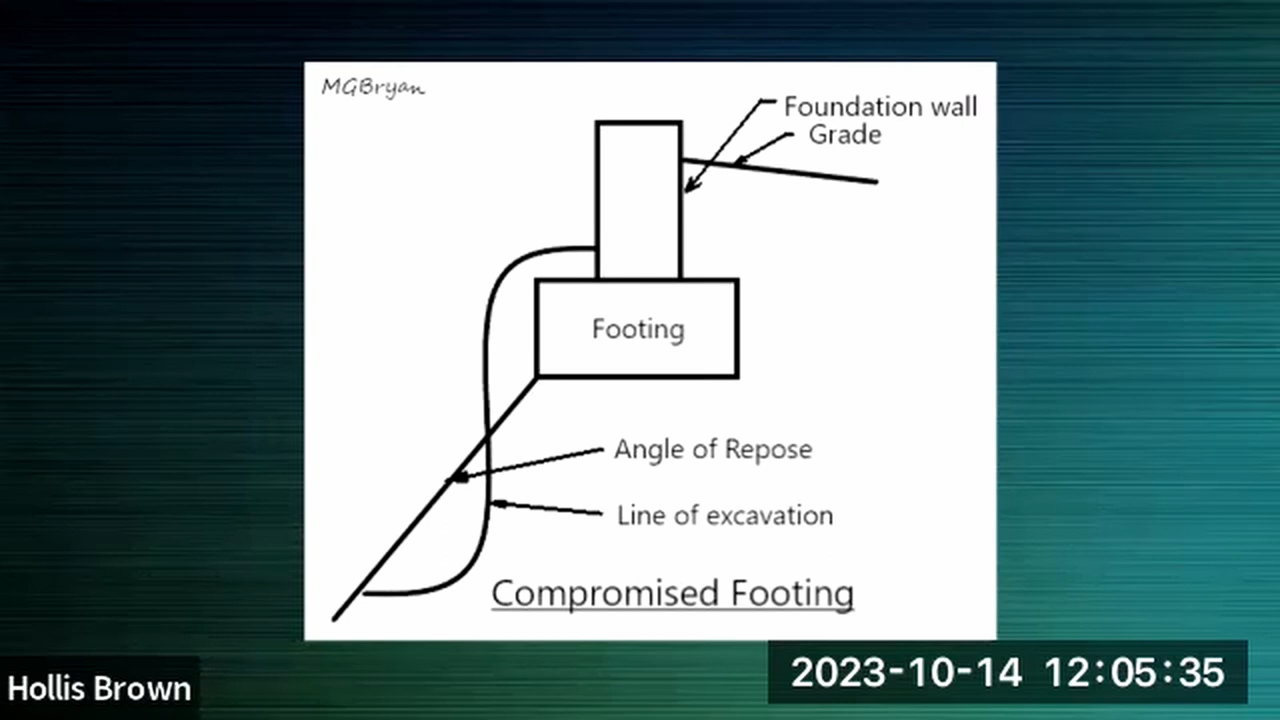 MGBryan
Foundation wall
Grade
Footing
Angle of Repose
Line of excavation
Compromised Footing
Hollis Brown
2023-10-14 12:05:35